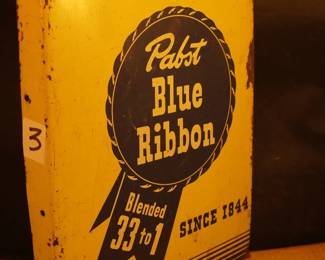 Pabst
Blue
Ribbon
3
Blended
33 to 1
SINCE 1844